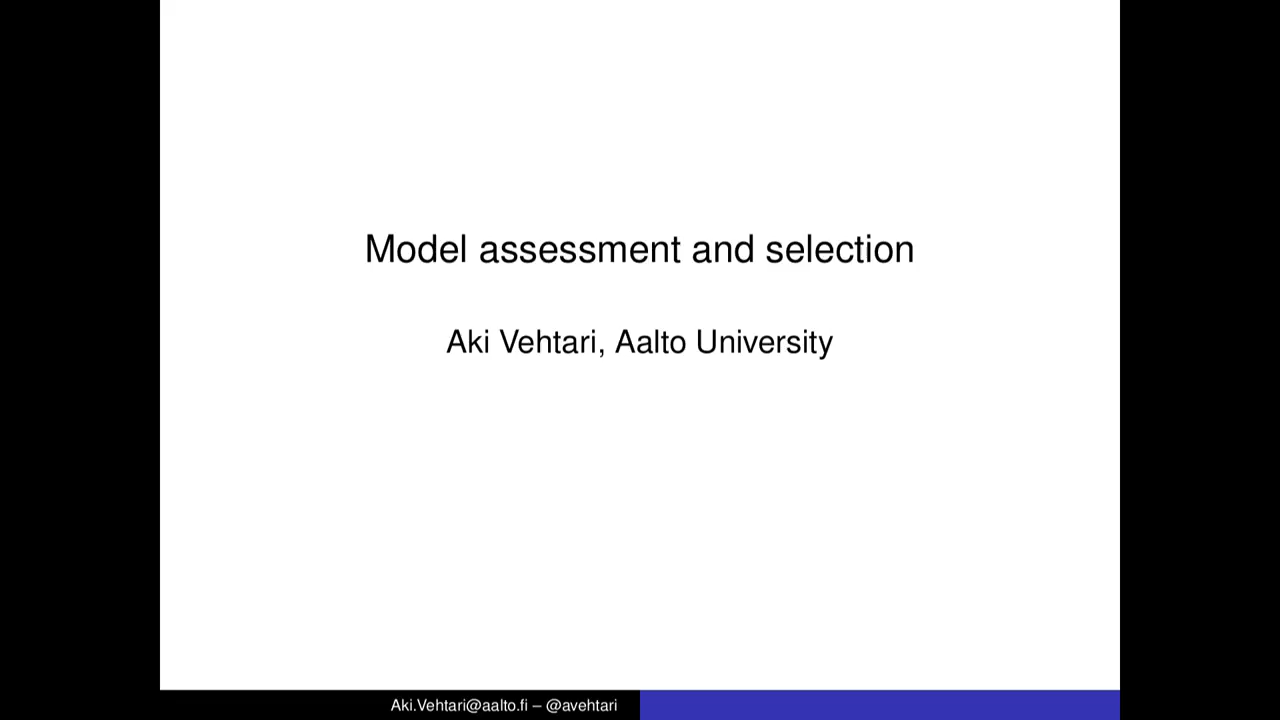 Model assessment and selection
Aki Vehtari, Aalto University
Aki.Vehtari@aalto.fi – @avehtari